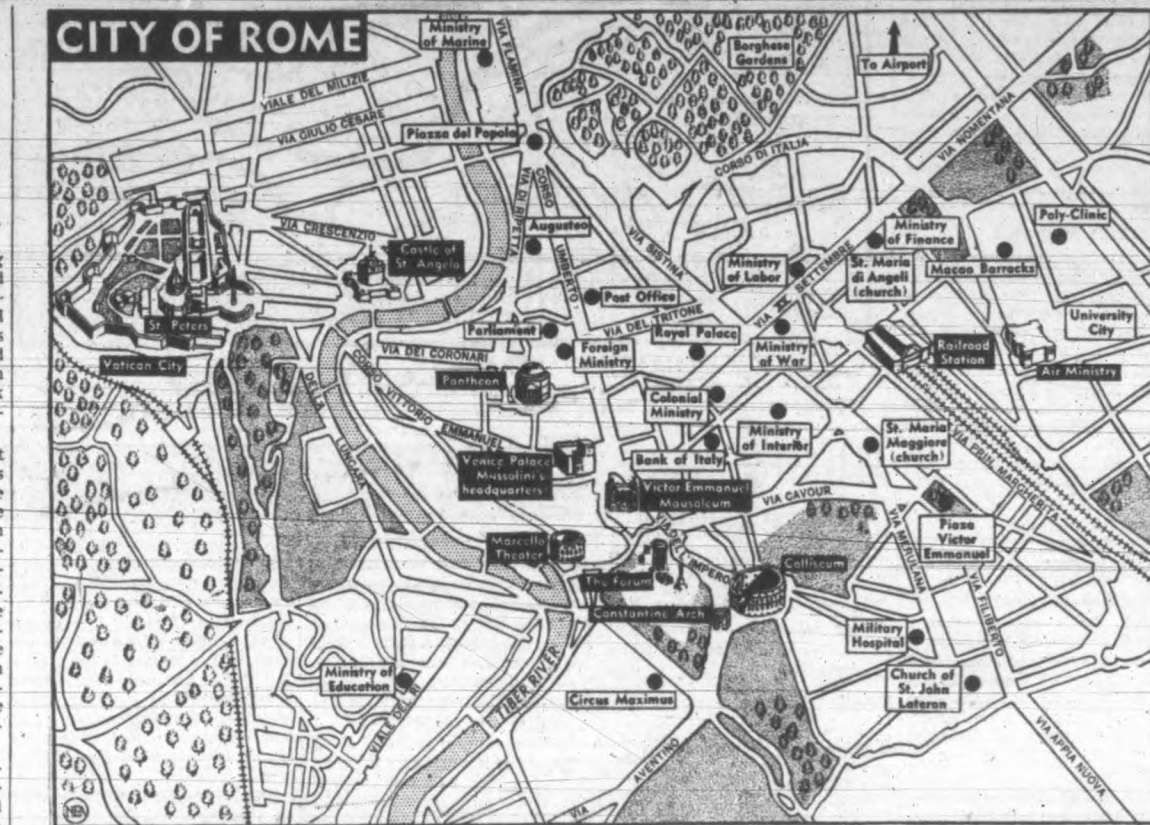 CITY OF ROME
Ministry
of Marine
VIA FLAMINA
Borghese
Gardens
To Airport
VIALE DEL MILIZIE
VIA GIULIO CESARE
Piazza del Popolo
VIA NOMENTANA
CORSO DI ITALIA
VIA DI RIPETTA
CORSO
UMBERTO
VIA CRESCENZIO
Castle of
St. Angelo
Augusteo
VIA SISTINA
Ministry
of Labor
VIA XX SETTEMBRE
Ministry
of Finance
St. Maria
di Angeli
(church)
Poly-Clinic
Macao Barracks
St. Peters
Vatican City
Post Office
VIA DEL TRITONE
Parliament
Royal Palace
VIA DEI CORONARI
Foreign
Ministry
Ministry
of War
Railroad
Station
University
City
Air Ministry
Pantheon
CORSO VITTORIO EMMANUEL
DELA LUNGARA
Colonial
Ministry
Ministry
of Interior
Bank of Italy
St. Maria
Maggiore
(church)
VIA PRIN. MARGHERITA
Venice Palace
Mussolini's
headquarters
Victor Emmanuel
Mausoleum
VIA CAVOUR
Piaza
Victor
Emmanuel
Marcello
Theater
IMPERO
The Forum
Colliseum
VIA MERULANA
VIA FILIBERTO
Constantine Arch
Military
Hospital
Ministry of
Education
VIALE DEL RI
TIBER RIVER
Circus Maximus
Church of
St. John
Lateran
VIA AVENTINO
VIA APPIA NUOVA
NEA